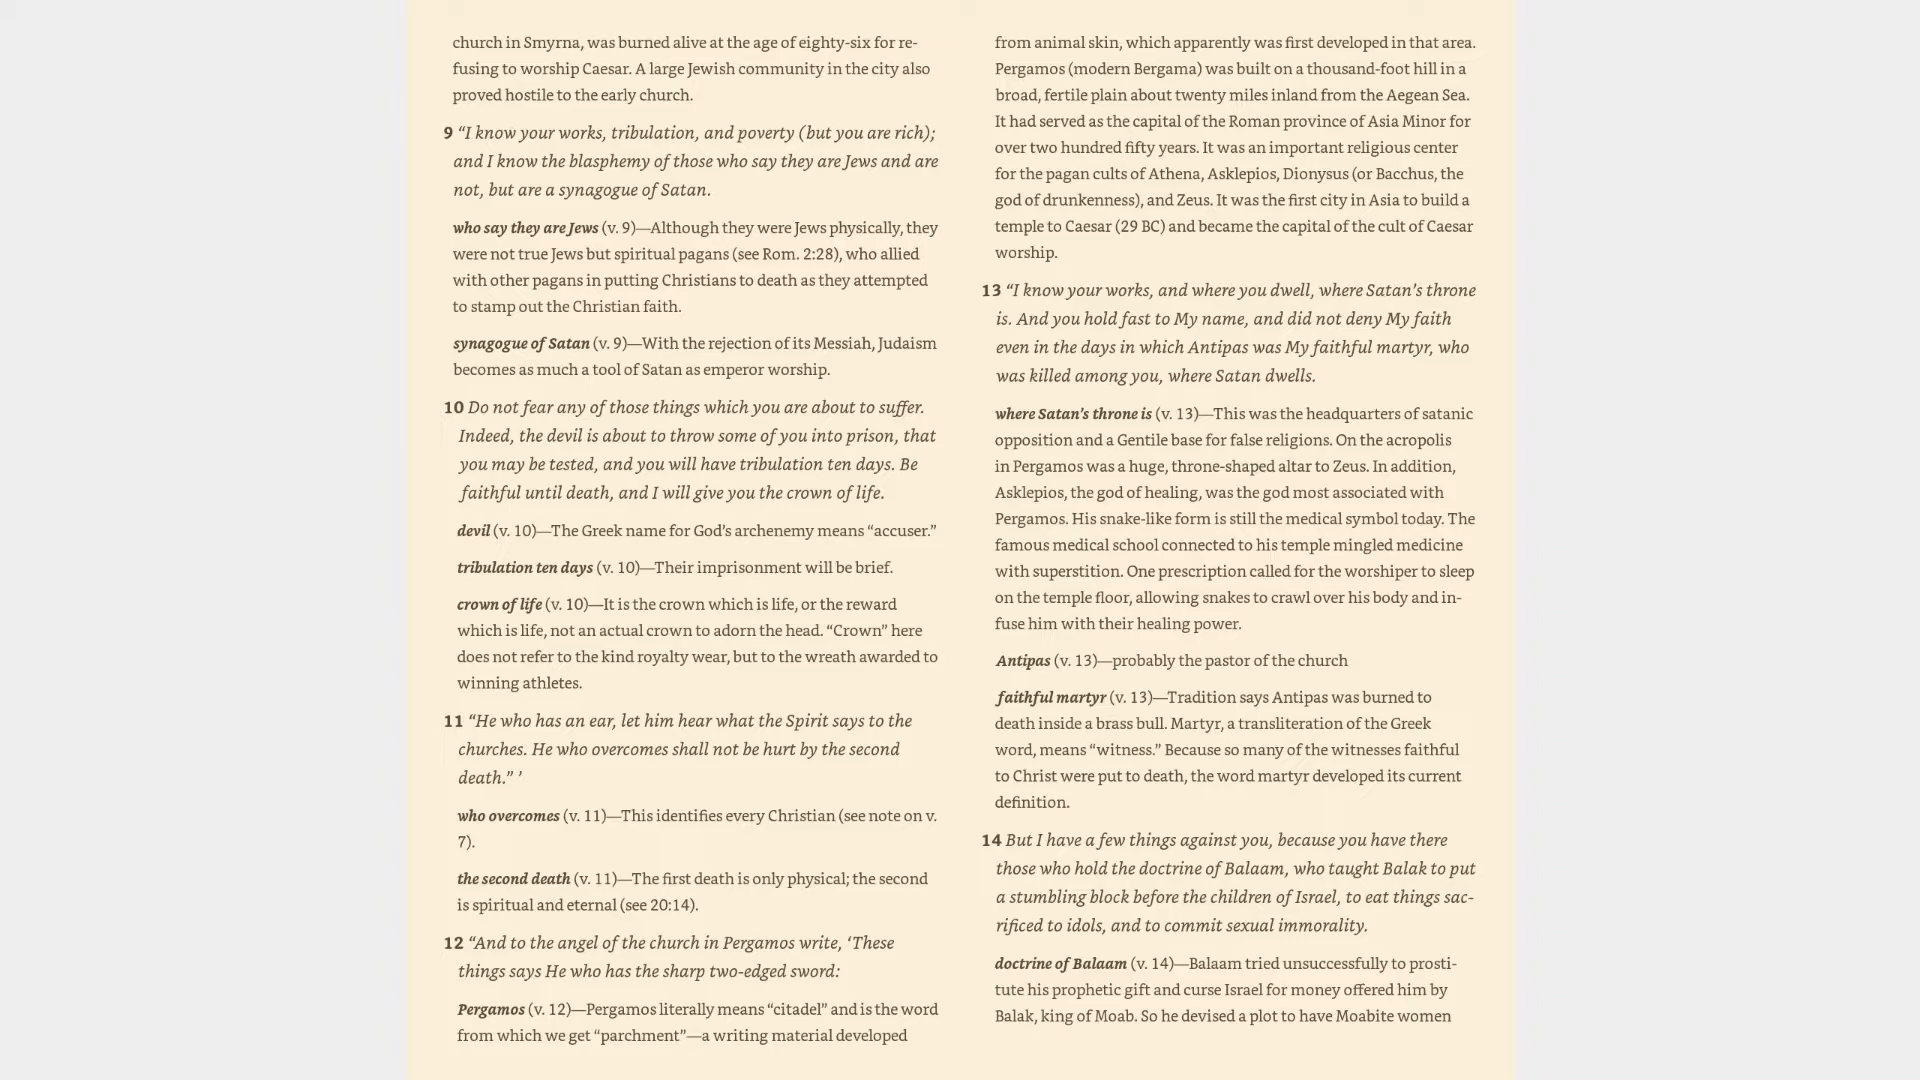 church in Smyrna, was burned alive at the age of eighty-six for re-
fusing to worship Caesar. A large Jewish community in the city also
proved hostile to the early church.
9 “I know your works, tribulation, and poverty (but you are rich);
and I know the blasphemy of those who say they are Jews and are
not, but are a synagogue of Satan.
who say they are Jews (v. 9)—Although they were Jews physically, they
were not true Jews but spiritual pagans (see Rom. 2:28), who allied
with other pagans in putting Christians to death as they attempted
to stamp out the Christian faith.
synagogue of Satan (v. 9)—With the rejection of its Messiah, Judaism
becomes as much a tool of Satan as emperor worship.
10 Do not fear any of those things which you are about to suffer.
Indeed, the devil is about to throw some of you into prison, that
you may be tested, and you will have tribulation ten days. Be
faithful until death, and I will give you the crown of life.
devil (v. 10)—The Greek name for God’s archenemy means “accuser.”
tribulation ten days (v. 10)—Their imprisonment will be brief.
crown of life (v. 10)—It is the crown which is life, or the reward
which is life, not an actual crown to adorn the head. “Crown” here
does not refer to the kind royalty wear, but to the wreath awarded to
winning athletes.
11 “He who has an ear, let him hear what the Spirit says to the
churches. He who overcomes shall not be hurt by the second
death.” ’
who overcomes (v. 11)—This identifies every Christian (see note on v.
7).
the second death (v. 11)—The first death is only physical; the second
is spiritual and eternal (see 20:14).
12 “And to the angel of the church in Pergamos write, ‘These
things says He who has the sharp two-edged sword:
Pergamos (v. 12)—Pergamos literally means “citadel” and is the word
from which we get “parchment”—a writing material developed
from animal skin, which apparently was first developed in that area.
Pergamos (modern Bergama) was built on a thousand-foot hill in a
broad, fertile plain about twenty miles inland from the Aegean Sea.
It had served as the capital of the Roman province of Asia Minor for
over two hundred fifty years. It was an important religious center
for the pagan cults of Athena, Asklepios, Dionysus (or Bacchus, the
god of drunkenness), and Zeus. It was the first city in Asia to build a
temple to Caesar (29 BC) and became the capital of the cult of Caesar
worship.
13 “I know your works, and where you dwell, where Satan’s throne
is. And you hold fast to My name, and did not deny My faith
even in the days in which Antipas was My faithful martyr, who
was killed among you, where Satan dwells.
where Satan’s throne is (v. 13)—This was the headquarters of satanic
opposition and a Gentile base for false religions. On the acropolis
in Pergamos was a huge, throne-shaped altar to Zeus. In addition,
Asklepios, the god of healing, was the god most associated with
Pergamos. His snake-like form is still the medical symbol today. The
famous medical school connected to his temple mingled medicine
with superstition. One prescription called for the worshiper to sleep
on the temple floor, allowing snakes to crawl over his body and in-
fuse him with their healing power.
Antipas (v. 13)—probably the pastor of the church
faithful martyr (v. 13)—Tradition says Antipas was burned to
death inside a brass bull. Martyr, a transliteration of the Greek
word, means “witness.” Because so many of the witnesses faithful
to Christ were put to death, the word martyr developed its current
definition.
14 But I have a few things against you, because you have there
those who hold the doctrine of Balaam, who taught Balak to put
a stumbling block before the children of Israel, to eat things sac-
rificed to idols, and to commit sexual immorality.
doctrine of Balaam (v. 14)—Balaam tried unsuccessfully to prosti-
tute his prophetic gift and curse Israel for money offered him by
Balak, king of Moab. So he devised a plot to have Moabite women